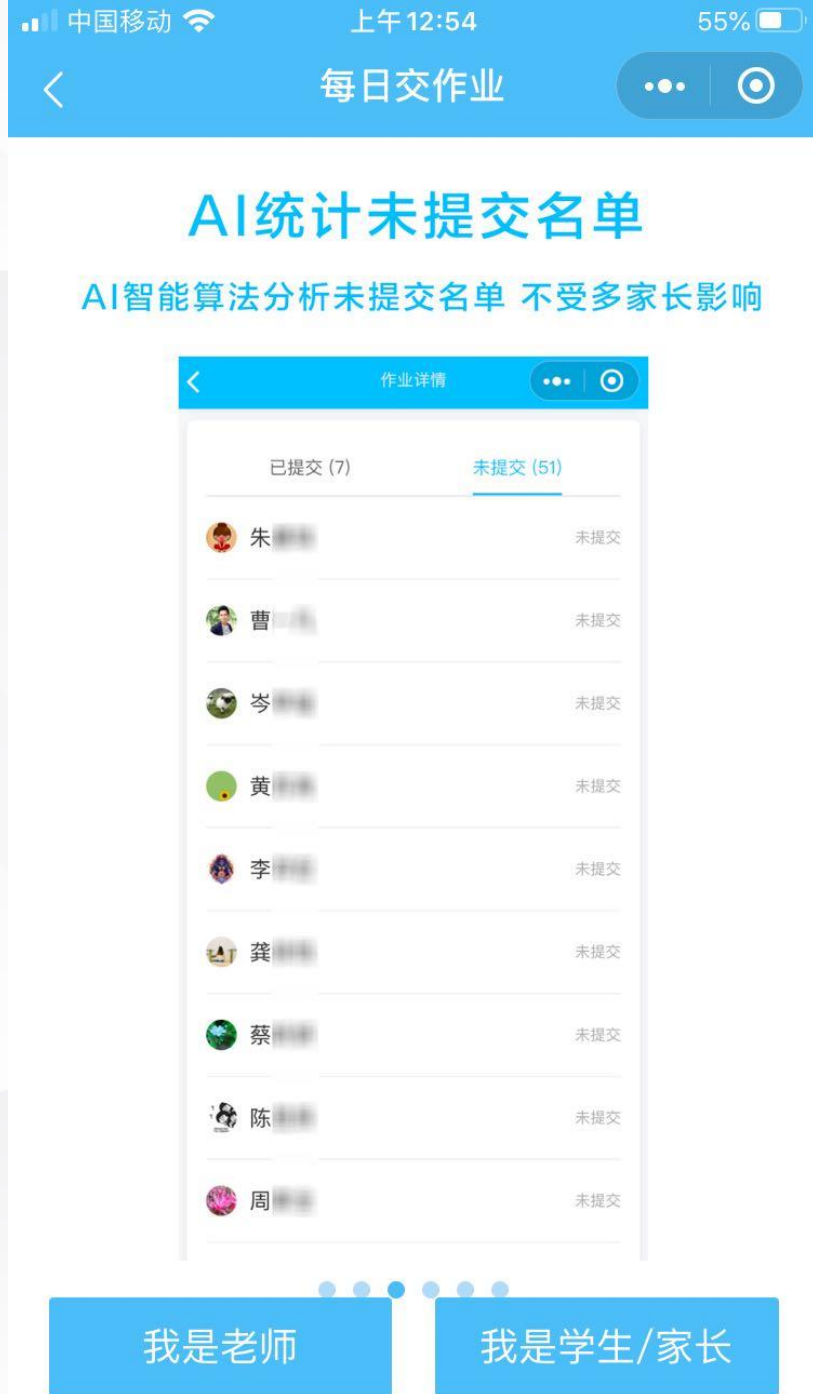 中国移动 上午12:54 55%
每日交作业
AI统计未提交名单
AI智能算法分析未提交名单 不受多家长影响
作业详情
已提交 (7) 未提交 (51)
朱 未提交
曹 未提交
岑 未提交
黄 未提交
李 未提交
龚 未提交
蔡 未提交
陈 未提交
周 未提交
我是老师 我是学生/家长